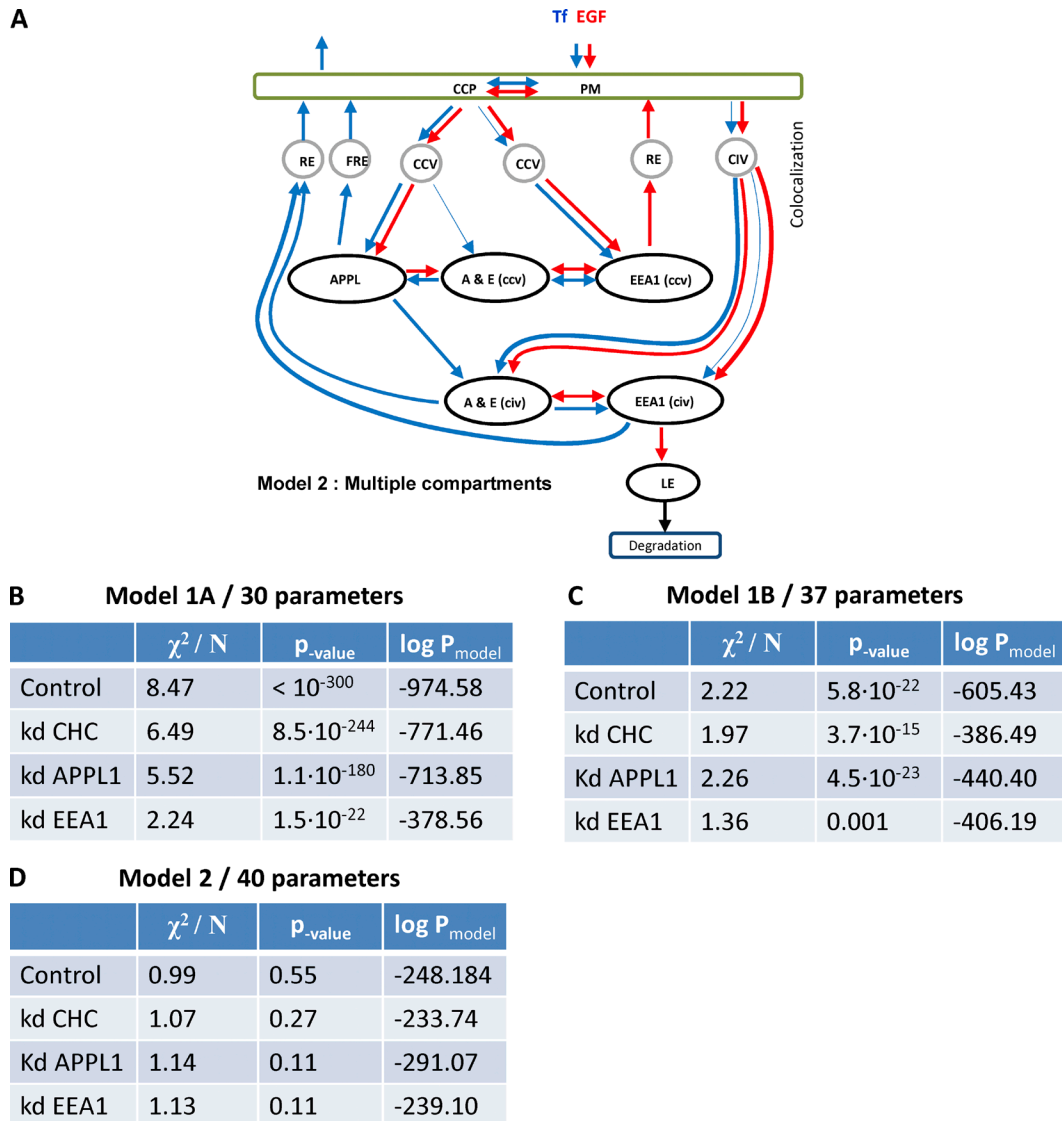 A
Tf EGF
CCP PM
RE FRE CCV CCV RE CIV
Colocalization
APPL A & E (ccv) EEA1 (ccv)
A & E (civ) EEA1 (civ)
Model 2 : Multiple compartments
LE
Degradation
B Model 1A / 30 parameters
χ² / N p-value log Pmodel
Control 8.47 < 10⁻³⁰⁰ -974.58
kd CHC 6.49 8.5·10⁻²⁴⁴ -771.46
kd APPL1 5.52 1.1·10⁻¹⁸⁰ -713.85
kd EEA1 2.24 1.5·10⁻²² -378.56
C Model 1B / 37 parameters
χ² / N p-value log Pmodel
Control 2.22 5.8·10⁻²² -605.43
kd CHC 1.97 3.7·10⁻¹⁵ -386.49
Kd APPL1 2.26 4.5·10⁻²³ -440.40
kd EEA1 1.36 0.001 -406.19
D Model 2 / 40 parameters
χ² / N p-value log Pmodel
Control 0.99 0.55 -248.184
kd CHC 1.07 0.27 -233.74
Kd APPL1 1.14 0.11 -291.07
kd EEA1 1.13 0.11 -239.10